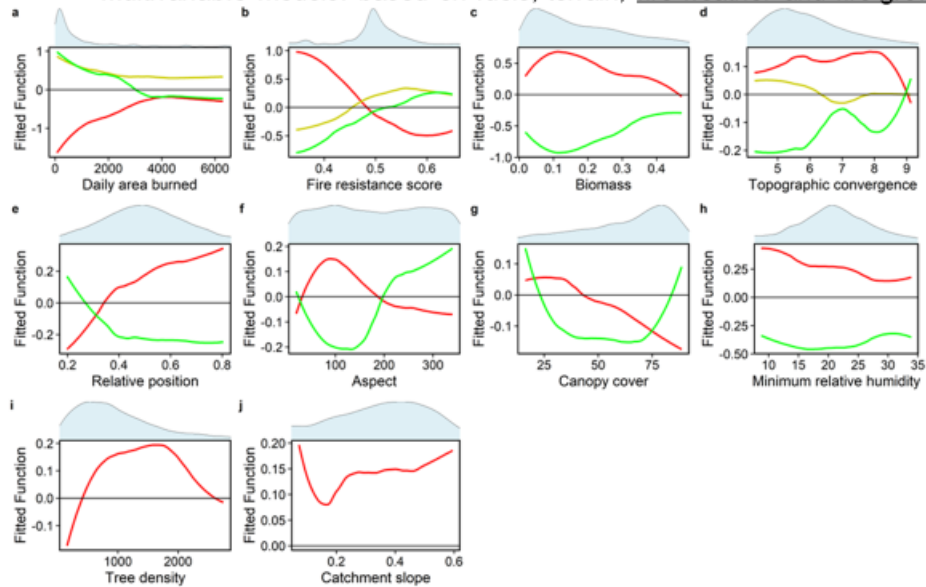 a
b
c
d
1
0
-1
Fitted Function
0 2000 4000 6000
Daily area burned
1.0
0.5
0.0
-0.5
Fitted Function
0.4 0.5 0.6
Fire resistance score
0.5
0.0
-0.5
-1.0
Fitted Function
0.0 0.1 0.2 0.3 0.4
Biomass
0.1
0.0
-0.1
-0.2
Fitted Function
5 6 7 8 9
Topographic convergence
e
f
g
h
0.2
0.0
-0.2
Fitted Function
0.2 0.4 0.6 0.8
Relative position
0.2
0.1
0.0
-0.1
-0.2
Fitted Function
100 200 300
Aspect
0.1
0.0
-0.1
Fitted Function
25 50 75
Canopy cover
0.25
0.00
-0.25
-0.50
Fitted Function
10 15 20 25 30 35
Minimum relative humidity
i
j
0.2
0.1
0.0
-0.1
Fitted Function
1000 2000
Tree density
0.20
0.15
0.10
0.05
0.00
Fitted Function
0.2 0.4 0.6
Catchment slope